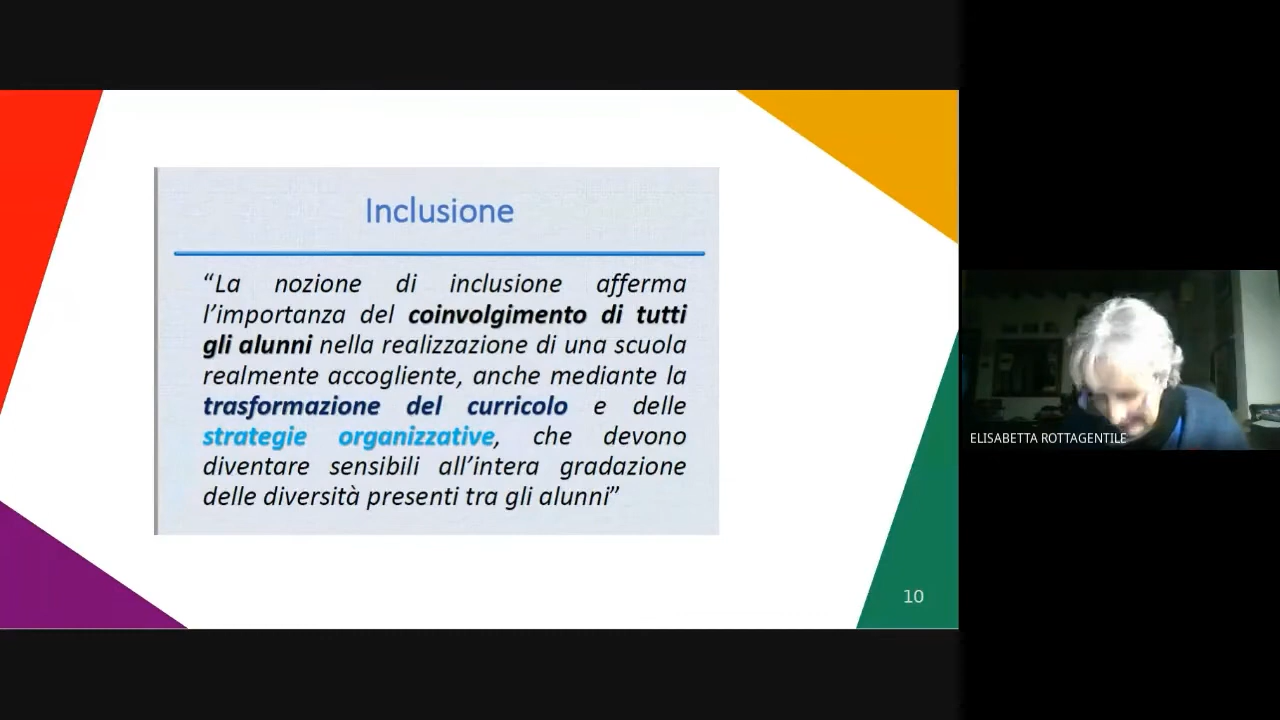 Inclusione
“La nozione di inclusione afferma
l’importanza del coinvolgimento di tutti
gli alunni nella realizzazione di una scuola
realmente accogliente, anche mediante la
trasformazione del curricolo e delle
strategie organizzative, che devono
diventare sensibili all’intera gradazione
delle diversità presenti tra gli alunni”
10
ELISABETTA ROTTAGENTILE